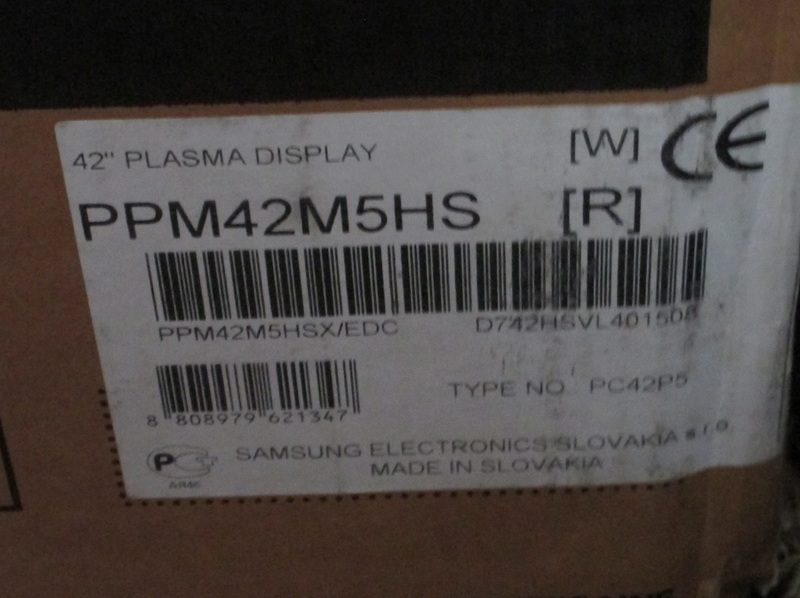 42" PLASMA DISPLAY [W] CE
PPM42M5HS [R]
PPM42M5HSX/EDC D742HSVL401508
TYPE NO PC42P5
8 808979 621347
SAMSUNG ELECTRONICS SLOVAKIA s.r.o.
MADE IN SLOVAKIA
PC